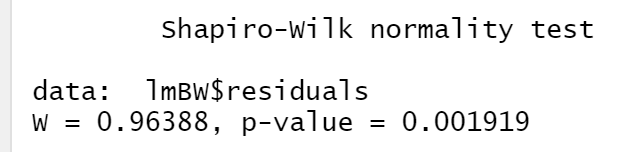 Shapiro-Wilk normality test
data:  lmBW$residuals
W = 0.96388, p-value = 0.001919